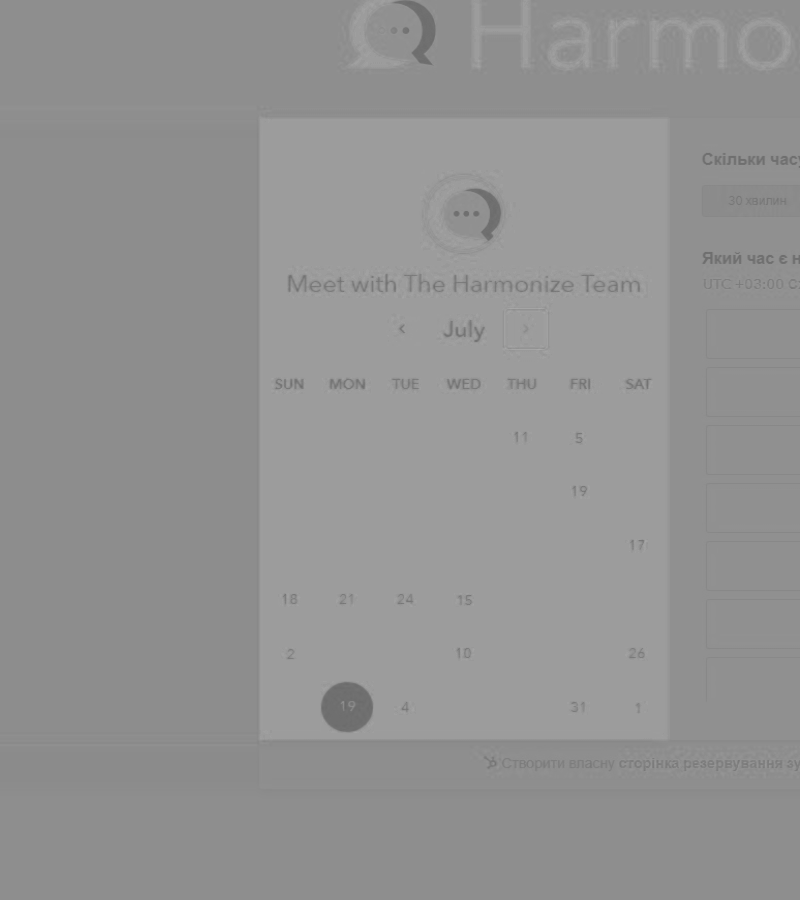 Harmo
Скільки часу
30 хвилин
Meet with The Harmonize Team
Який час є н
UTC +03:00 С
July
SUN MON TUE WED THU FRI SAT
11 5
19
17
18 21 24 15
2 10 26
19 4 31 1
Створити власну сторінка резервування зу